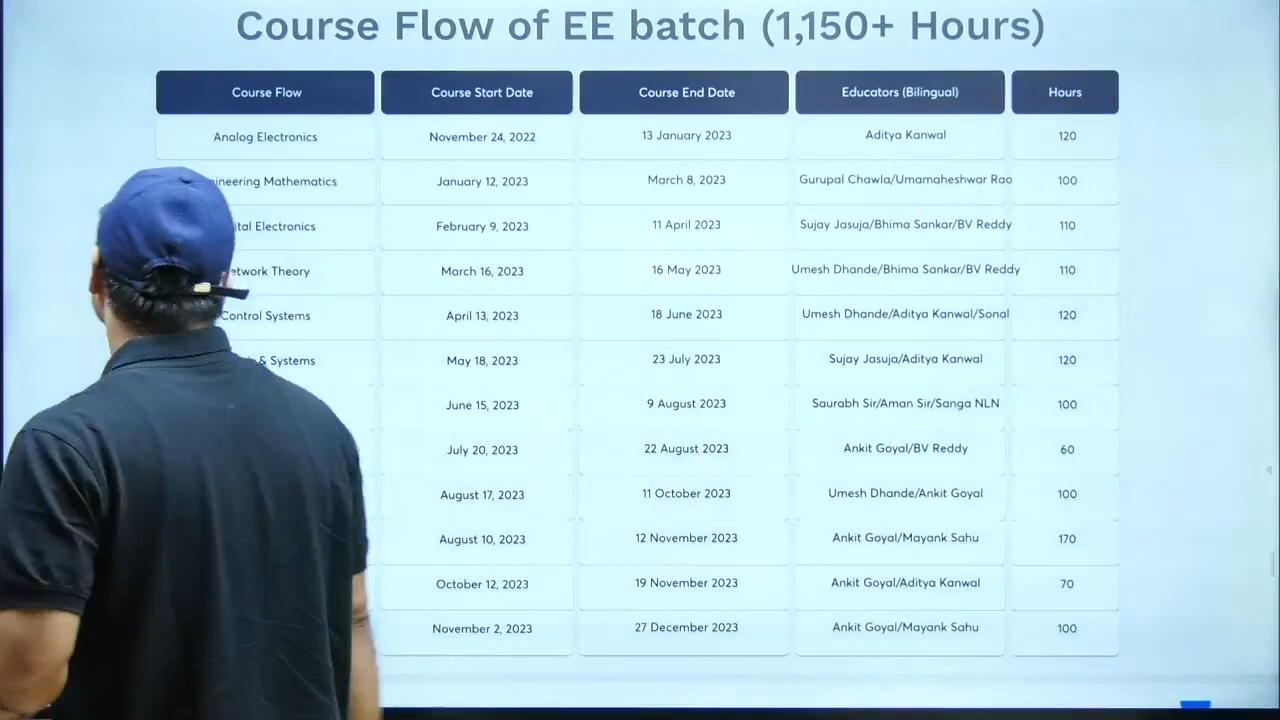 Course Flow of EE batch (1,150+ Hours)
Course Flow Course Start Date Course End Date Educators (Bilingual) Hours
Analog Electronics November 24, 2022 13 January 2023 Aditya Kanwal 120
Mathematics January 12, 2023 March 8, 2023 Gurupal Chawla/Umamaheshwar Rao 100
Electronics February 9, 2023 11 April 2023 Sujay Jasuja/Bhima Sankar/BV Reddy 110
Theory March 16, 2023 16 May 2023 Umesh Dhande/Bhima Sankar/BV Reddy 110
Control Systems April 13, 2023 18 June 2023 Umesh Dhande/Aditya Kanwal/Sonal 120
& Systems May 18, 2023 23 July 2023 Sujay Jasuja/Aditya Kanwal 120
June 15, 2023 9 August 2023 Saurabh Sir/Aman Sir/Sanga NLN 100
July 20, 2023 22 August 2023 Ankit Goyal/BV Reddy 60
August 17, 2023 11 October 2023 Umesh Dhande/Ankit Goyal 100
August 10, 2023 12 November 2023 Ankit Goyal/Mayank Sahu 170
October 12, 2023 19 November 2023 Ankit Goyal/Aditya Kanwal 70
November 2, 2023 27 December 2023 Ankit Goyal/Mayank Sahu 100